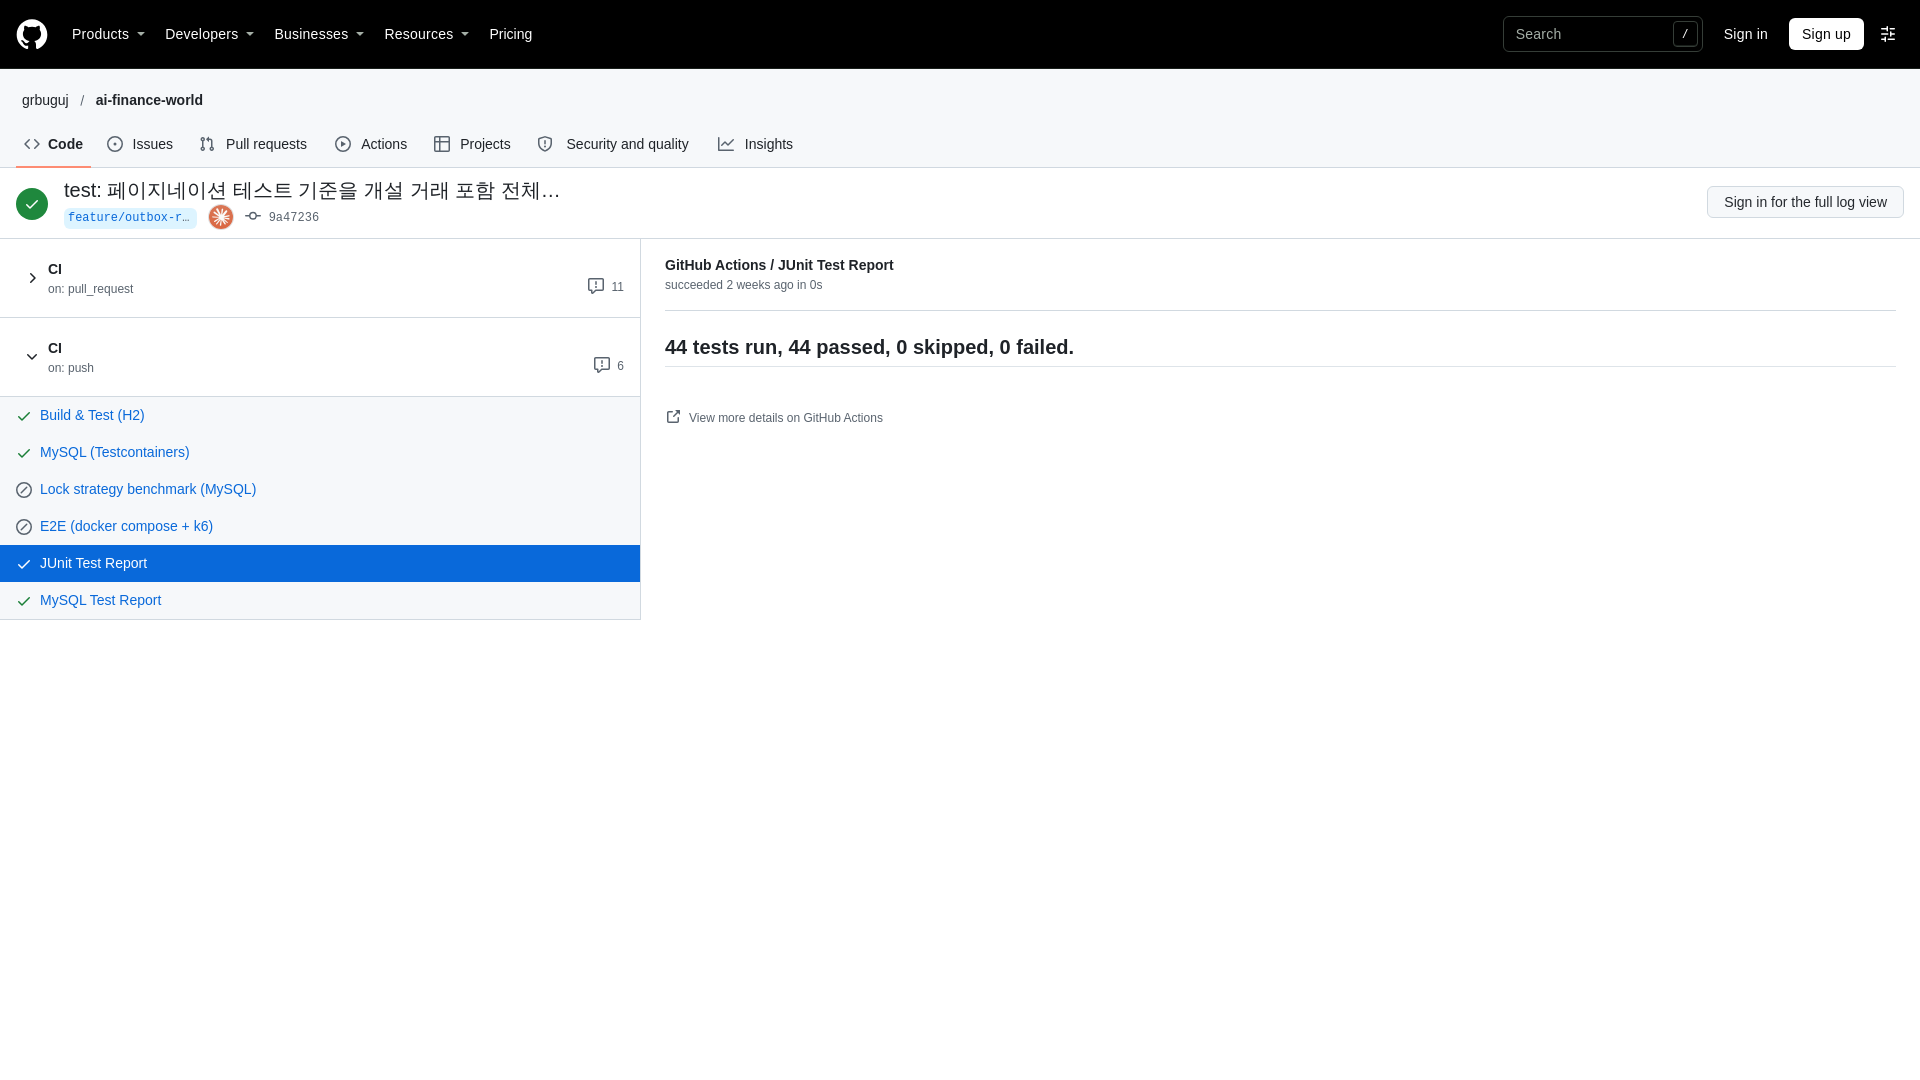 Products
Developers
Businesses
Resources
Pricing
Search
/
Sign in
Sign up
grbuguj / ai-finance-world
Code
Issues
Pull requests
Actions
Projects
Security and quality
Insights
test: 페이지네이션 테스트 기준을 개설 거래 포함 전체…
feature/outbox-r…
9a47236
Sign in for the full log view
CI
on: pull_request
11
CI
on: push
6
Build & Test (H2)
MySQL (Testcontainers)
Lock strategy benchmark (MySQL)
E2E (docker compose + k6)
JUnit Test Report
MySQL Test Report
GitHub Actions / JUnit Test Report
succeeded 2 weeks ago in 0s
44 tests run, 44 passed, 0 skipped, 0 failed.
View more details on GitHub Actions